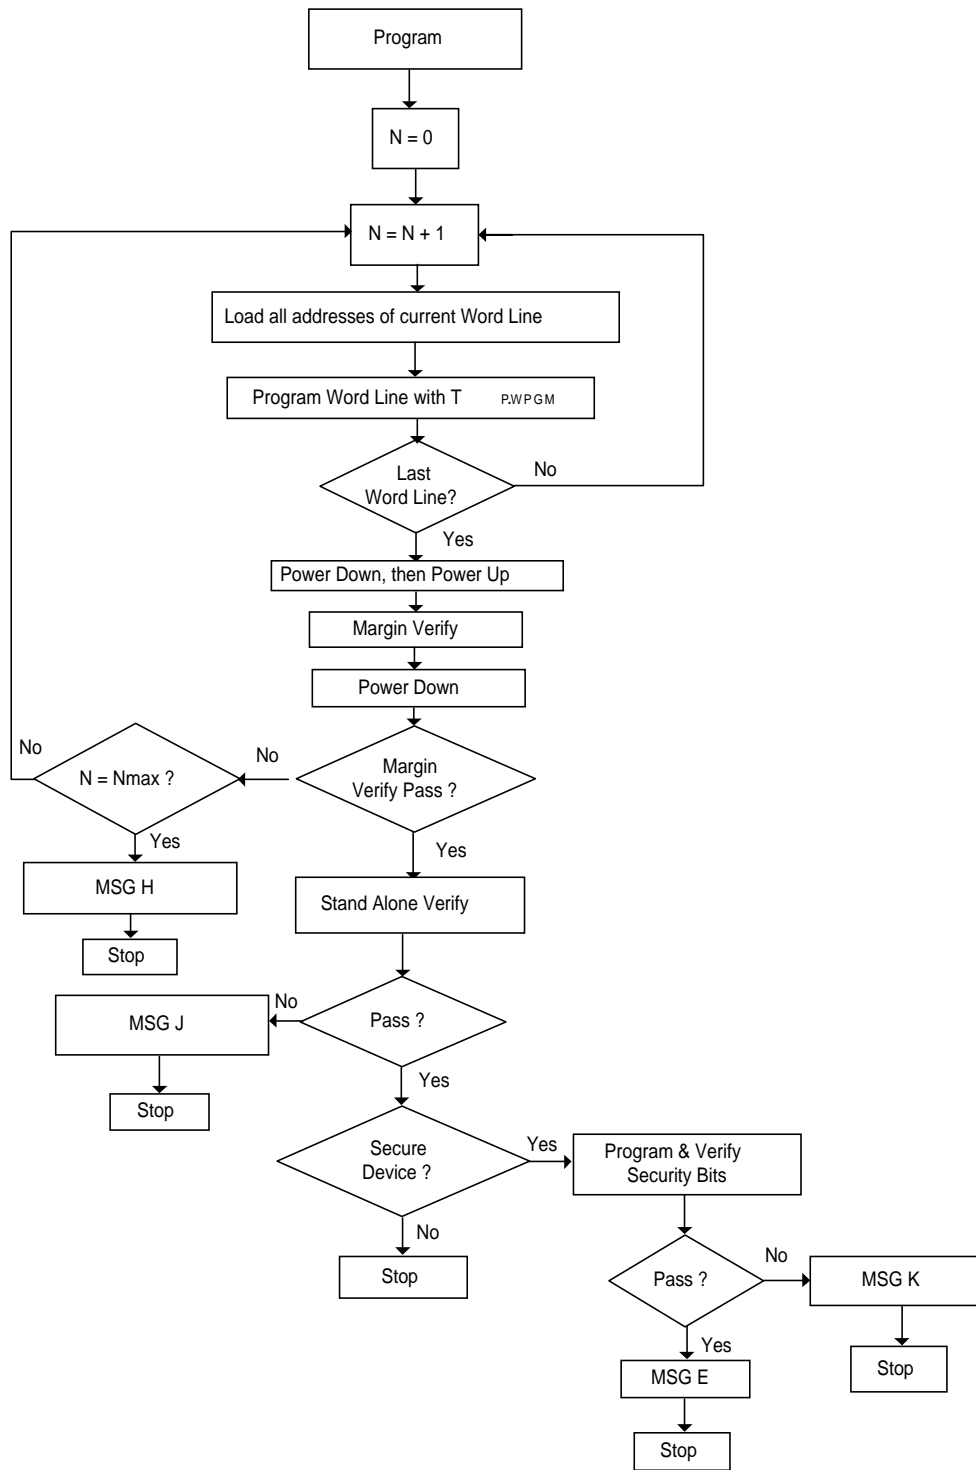 Program
N = 0
N = N + 1
Load all addresses of current Word Line
Program Word Line with T P.WPGM
Last
Word Line?
No
Yes
Power Down, then Power Up
Margin Verify
Power Down
No
N = Nmax ?
No
Margin
Verify Pass ?
Yes
Yes
MSG H
Stop
Stand Alone Verify
No
MSG J
Pass ?
Stop
Yes
Secure
Device ?
Yes
Program & Verify
Security Bits
No
Stop
Pass ?
No
MSG K
Yes
Stop
MSG E
Stop